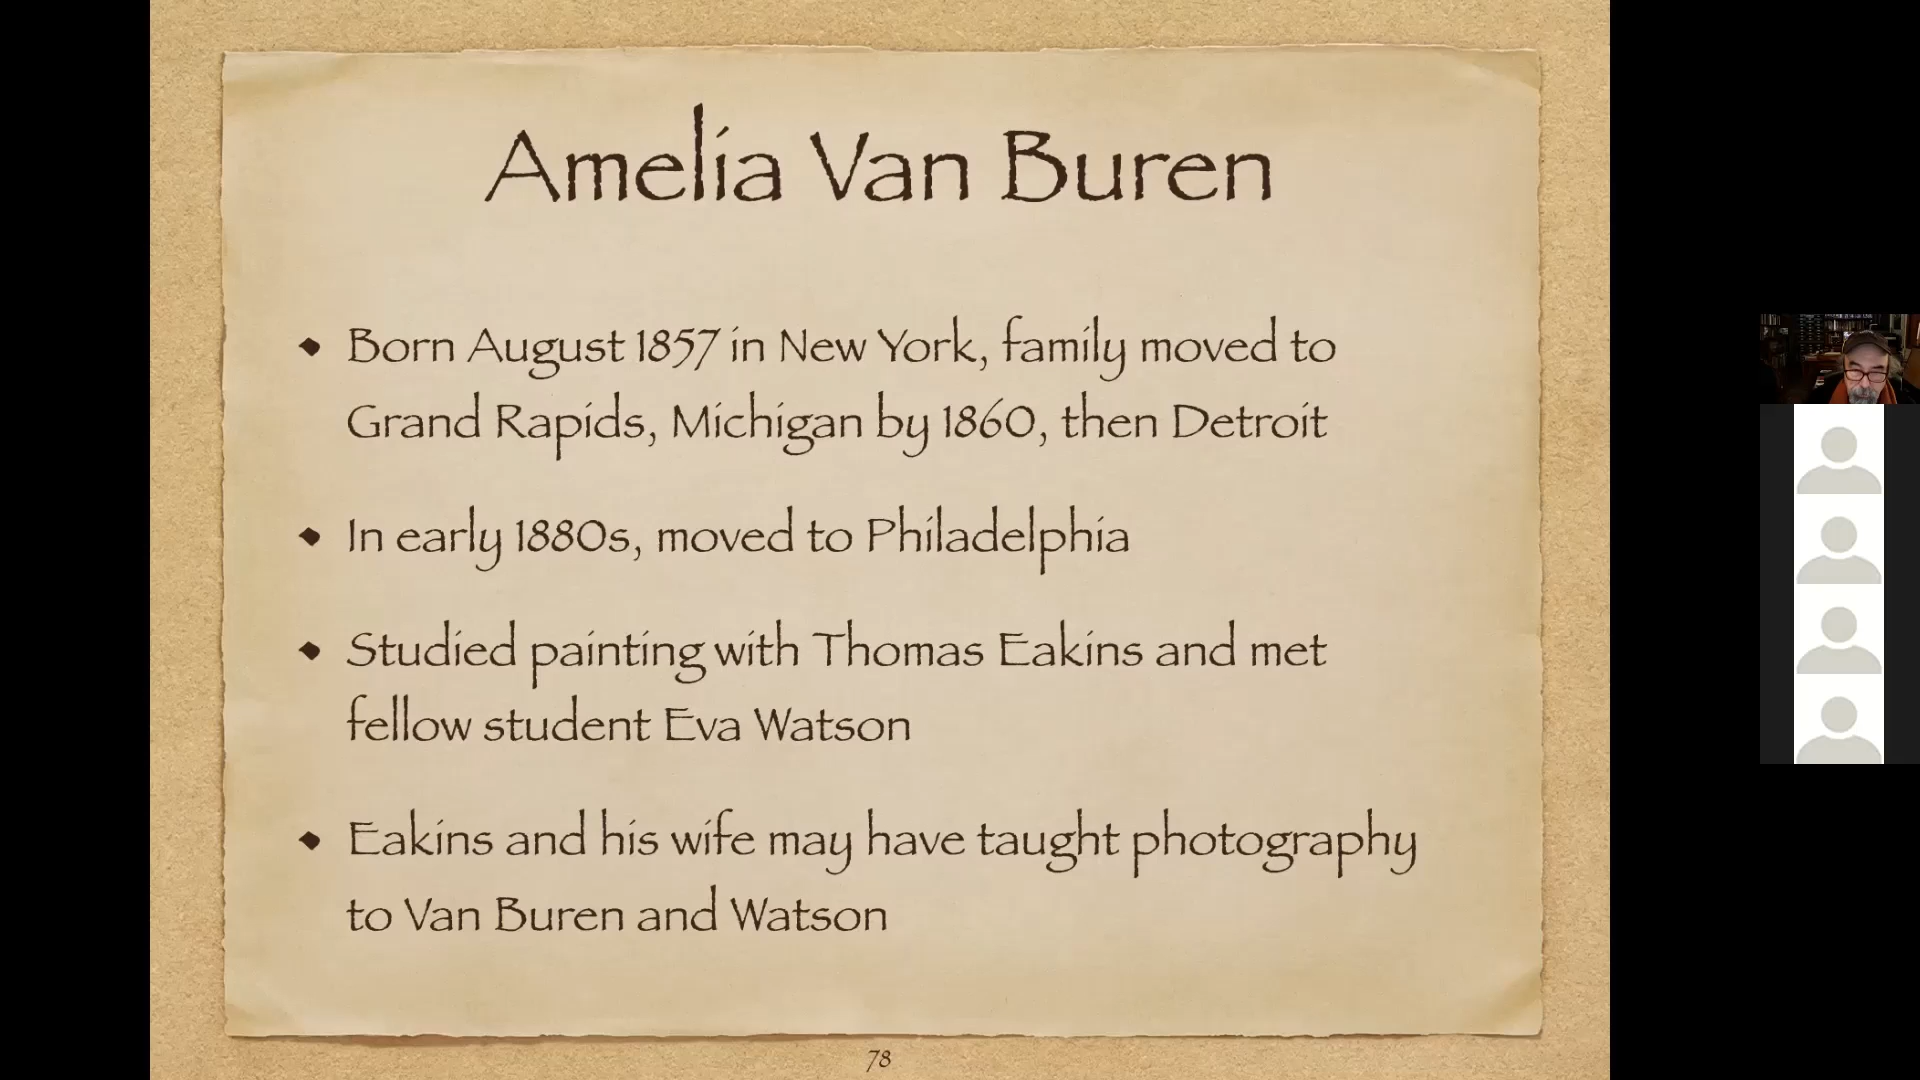 Amelia Van Buren
◆ Born August 1857 in New York, family moved to
Grand Rapids, Michigan by 1860, then Detroit
◆ In early 1880s, moved to Philadelphia
◆ Studied painting with Thomas Eakins and met
fellow student Eva Watson
◆ Eakins and his wife may have taught photography
to Van Buren and Watson
78